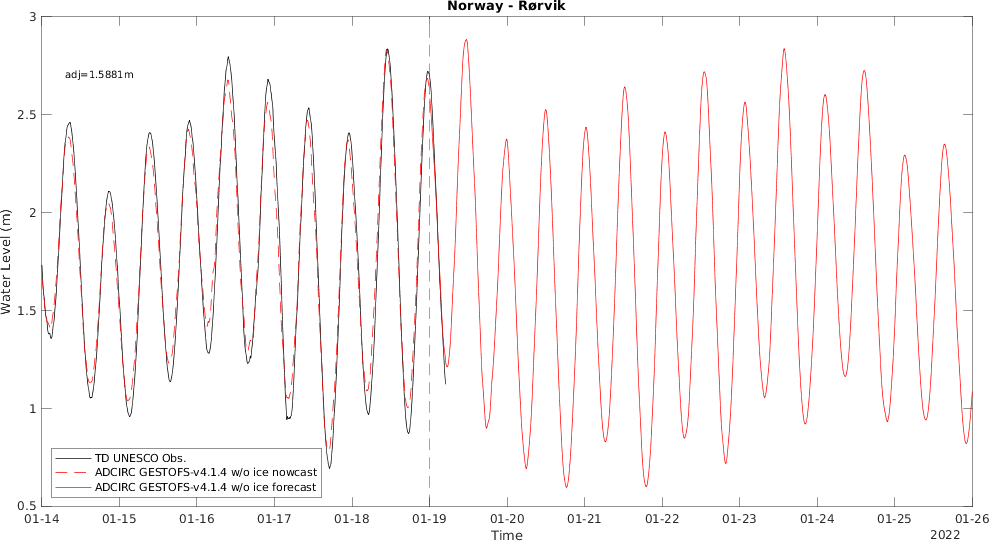 Norway - Rørvik
adj=1.5881m
3
2.5
2
1.5
1
0.5
Water Level (m)
TD UNESCO Obs.
ADCIRC GESTOFS-v4.1.4 w/o ice nowcast
ADCIRC GESTOFS-v4.1.4 w/o ice forecast
01-14 01-15 01-16 01-17 01-18 01-19 01-20 01-21 01-22 01-23 01-24 01-25 01-26
Time
2022